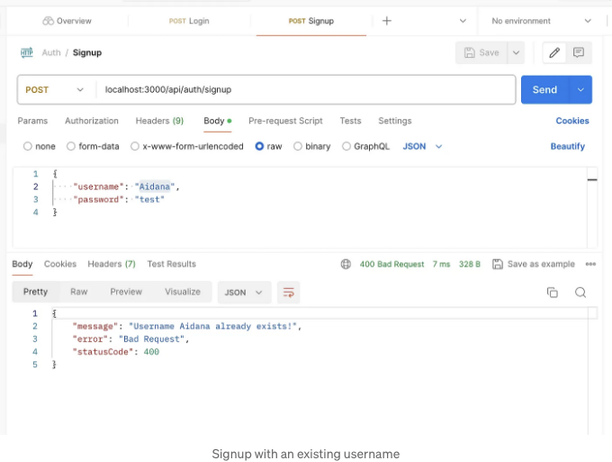 Overview
POST Login
POST Signup
No environment
HTTP Auth / Signup
Save
POST
localhost:3000/api/auth/signup
Send
Params Authorization Headers (9) Body Pre-request Script Tests Settings Cookies
none form-data x-www-form-urlencoded raw binary GraphQL JSON Beautify
1 {
2 "username": "Aidana",
3 "password": "test"
4 }
Body Cookies Headers (7) Test Results 400 Bad Request 7 ms 328 B Save as example
Pretty Raw Preview Visualize JSON
1 {
2 "message": "Username Aidana already exists!",
3 "error": "Bad Request",
4 "statusCode": 400
5 }
Signup with an existing username